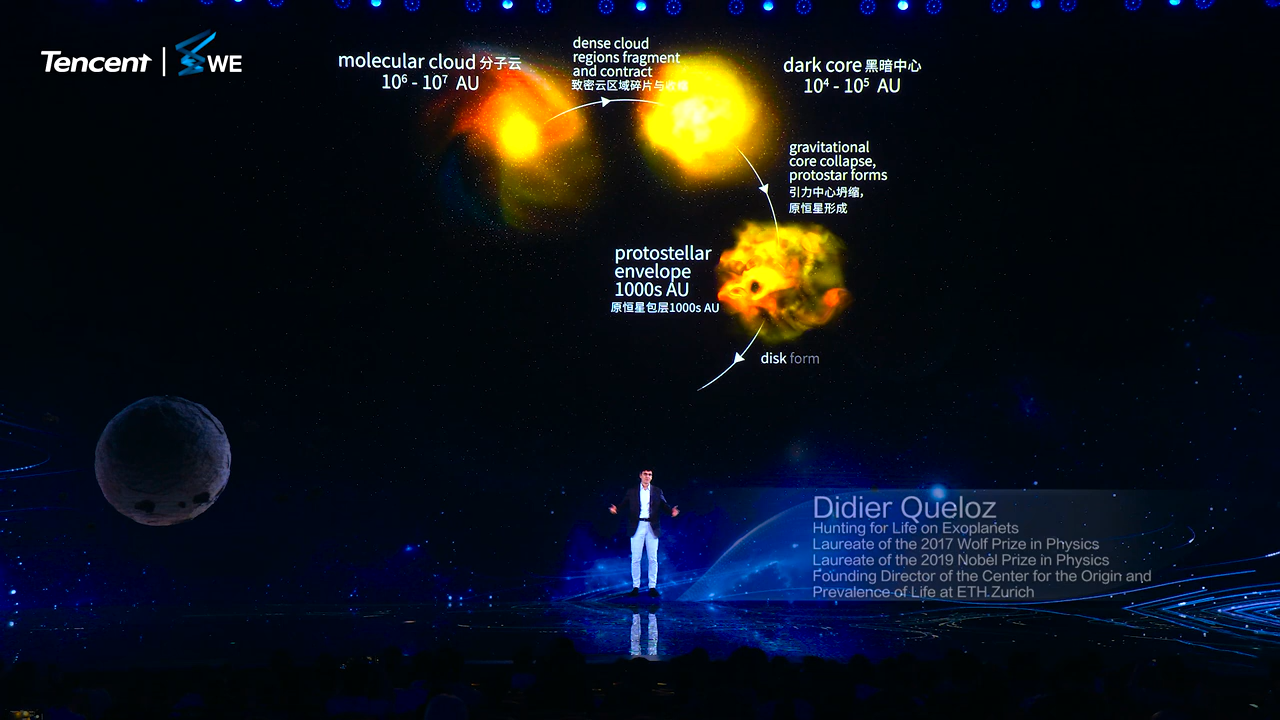 Tencent | WE
molecular cloud 分子云
10⁶ - 10⁷ AU
dense cloud
regions fragment
and contract
致密云区域碎片与收缩
dark core 黑暗中心
10⁴ - 10⁵ AU
gravitational
core collapse,
protostar forms
引力中心坍缩，
原恒星形成
protostellar
envelope
1000s AU
原恒星包层1000s AU
disk form
Didier Queloz
Hunting for Life on Exoplanets
Laureate of the 2017 Wolf Prize in Physics
Laureate of the 2019 Nobel Prize in Physics
Founding Director of the Center for the Origin and
Prevalence of Life at ETH Zurich